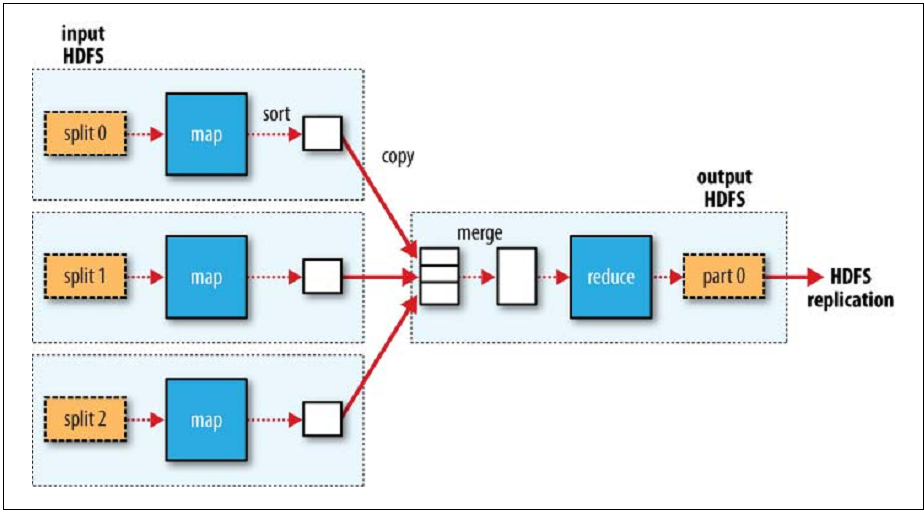 input
HDFS
split 0
map
sort
copy
split 1
map
split 2
map
merge
reduce
output
HDFS
part 0
HDFS
replication